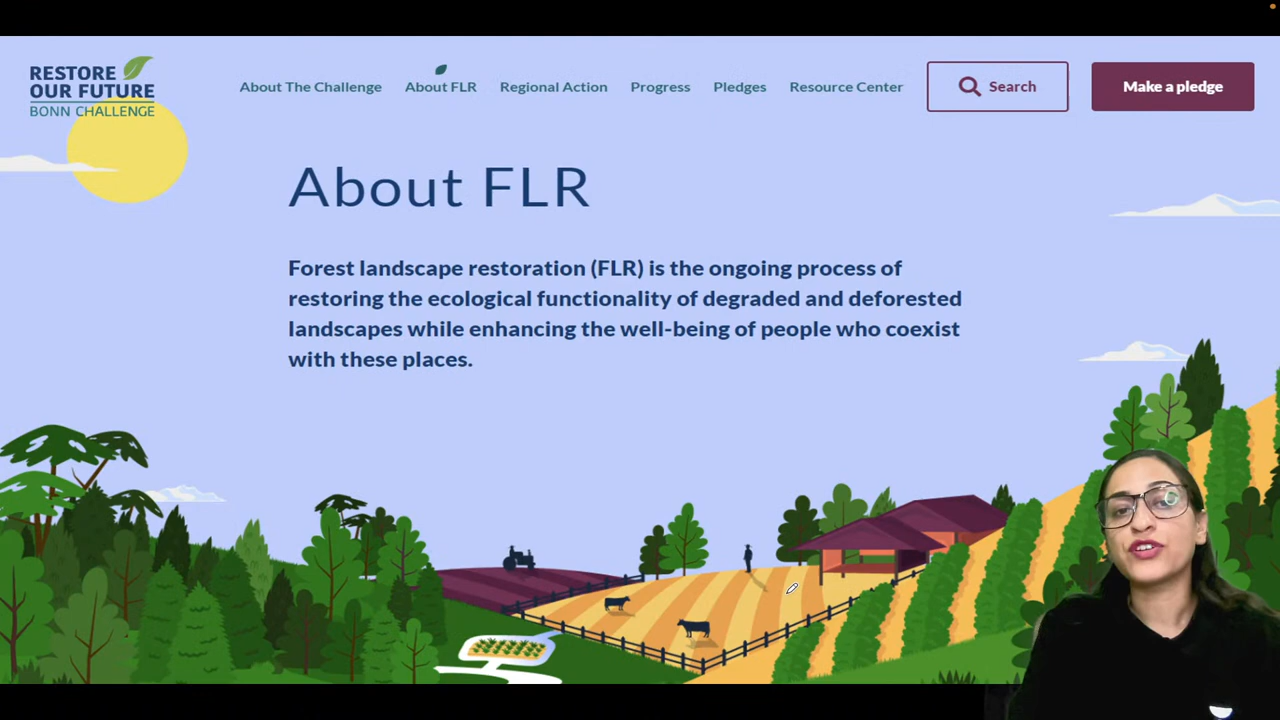 RESTORE
OUR FUTURE
BONN CHALLENGE
About The Challenge
About FLR
Regional Action
Progress
Pledges
Resource Center
Search
Make a pledge
About FLR
Forest landscape restoration (FLR) is the ongoing process of
restoring the ecological functionality of degraded and deforested
landscapes while enhancing the well-being of people who coexist
with these places.